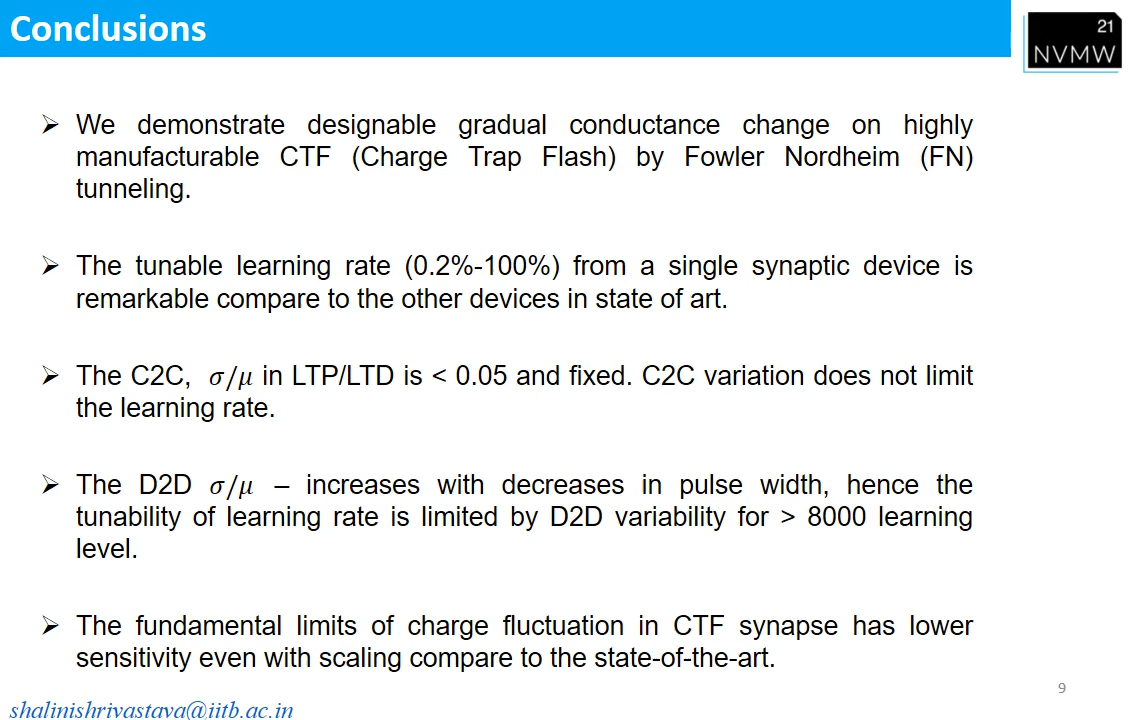 Conclusions
21
NVMW
➢ We demonstrate designable gradual conductance change on highly
manufacturable CTF (Charge Trap Flash) by Fowler Nordheim (FN)
tunneling.
➢ The tunable learning rate (0.2%-100%) from a single synaptic device is
remarkable compare to the other devices in state of art.
➢ The C2C, σ/μ in LTP/LTD is < 0.05 and fixed. C2C variation does not limit
the learning rate.
➢ The D2D σ/μ – increases with decreases in pulse width, hence the
tunability of learning rate is limited by D2D variability for > 8000 learning
level.
➢ The fundamental limits of charge fluctuation in CTF synapse has lower
sensitivity even with scaling compare to the state-of-the-art.
9
shalinishrivastava@iitb.ac.in